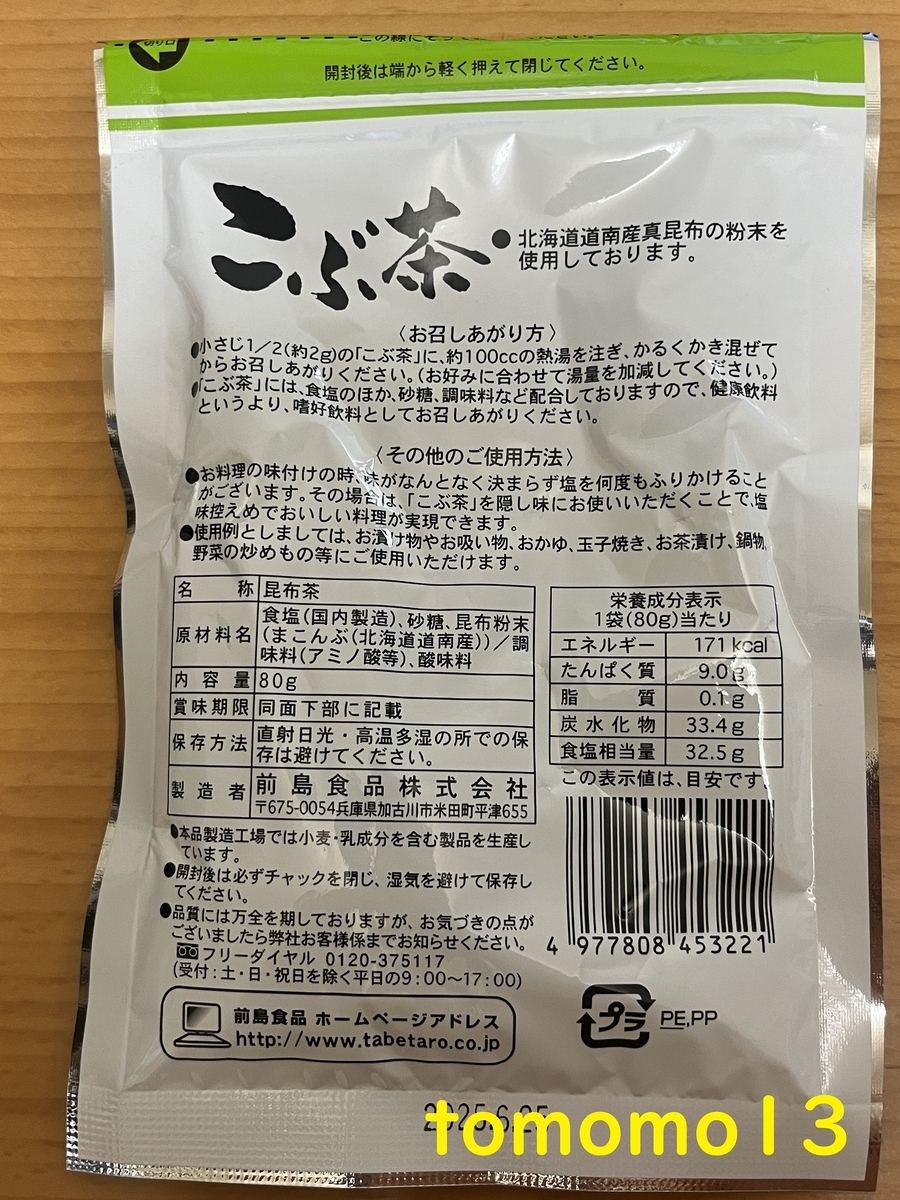 切り口
この線にそって
開封後は端から軽く押えて閉じてください。
こぶ茶
●北海道道南産真昆布の粉末を
使用しております。
〈お召しあがり方〉
●小さじ1/2(約2g)の「こぶ茶」に、約100ccの熱湯を注ぎ、かるくかき混ぜて
からお召しあがりください。(お好みに合わせて湯量を加減してください。)
●「こぶ茶」には、食塩のほか、砂糖、調味料など配合しておりますので、健康飲料
というより、嗜好飲料としてお召しあがりください。
〈その他のご使用方法〉
●お料理の味付けの時、味がなんとなく決まらず塩を何度もふりかけること
がございます。その場合は、「こぶ茶」を隠し味にお使いいただくことで、塩
味控えめでおいしい料理が実現できます。
●使用例としましては、お漬け物やお吸い物、おかゆ、玉子焼き、お茶漬け、鍋物、
野菜の炒めもの等にご使用いただけます。
名称 昆布茶
原材料名 食塩(国内製造)、砂糖、昆布粉末
(まこんぶ(北海道道南産))/調
味料(アミノ酸等)、酸味料
内容量 80g
賞味期限 同面下部に記載
保存方法 直射日光・高温多湿の所での保
存は避けてください。
製造者 前島食品株式会社
〒675-0054兵庫県加古川市米田町平津655
栄養成分表示
1袋(80g)当たり
エネルギー 171kcal
たんぱく質 9.0g
脂質 0.1g
炭水化物 33.4g
食塩相当量 32.5g
この表示値は、目安です。
●本品製造工場では小麦・乳成分を含む製品を生産し
ています。
●開封後は必ずチャックを閉じ、湿気を避けて保存し
てください。
●品質には万全を期しておりますが、お気づきの点が
ございましたら弊社お客様係までお知らせください。
フリーダイヤル 0120-375117
(受付:土・日・祝日を除く平日の9:00～17:00)
4 977808 453221
前島食品 ホームページアドレス
http://www.tabetaro.co.jp
プラ PE,PP
2025.6.25
tomomo13